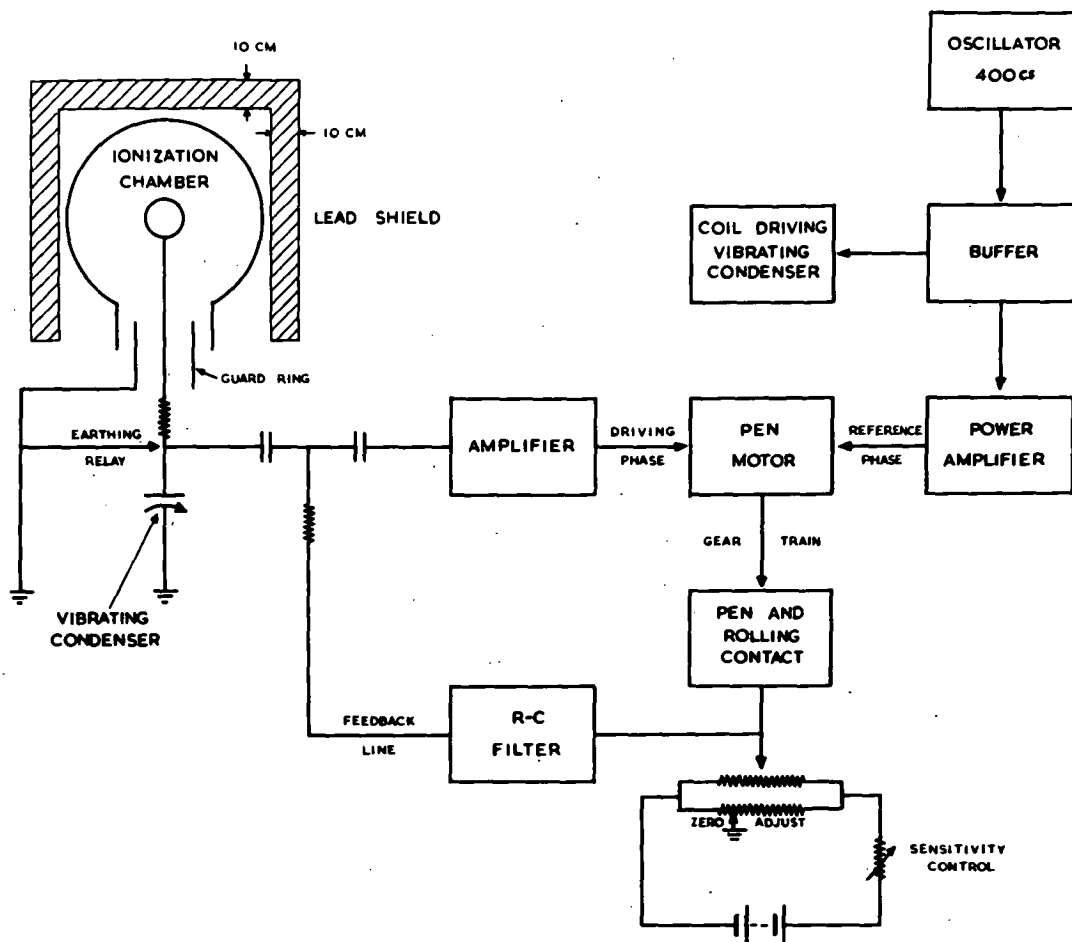 OSCILLATOR
400cs
10 CM
10 CM
IONIZATION
CHAMBER
LEAD SHIELD
COIL DRIVING
VIBRATING
CONDENSER
BUFFER
GUARD RING
EARTHING
RELAY
AMPLIFIER
DRIVING
PHASE
PEN
MOTOR
REFERENCE
PHASE
POWER
AMPLIFIER
GEAR TRAIN
VIBRATING
CONDENSER
PEN AND
ROLLING
CONTACT
FEEDBACK
LINE
R-C
FILTER
ZERO ADJUST
SENSITIVITY
CONTROL